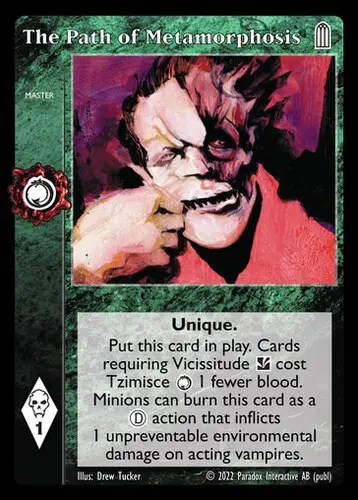 The Path of Metamorphosis
MASTER
Unique.
Put this card in play. Cards
requiring Vicissitude cost
Tzimisce 1 fewer blood.
Minions can burn this card as a
D action that inflicts
1 unpreventable environmental
damage on acting vampires.
1
Illus: Drew Tucker © 2022 Paradox Interactive AB (publ)